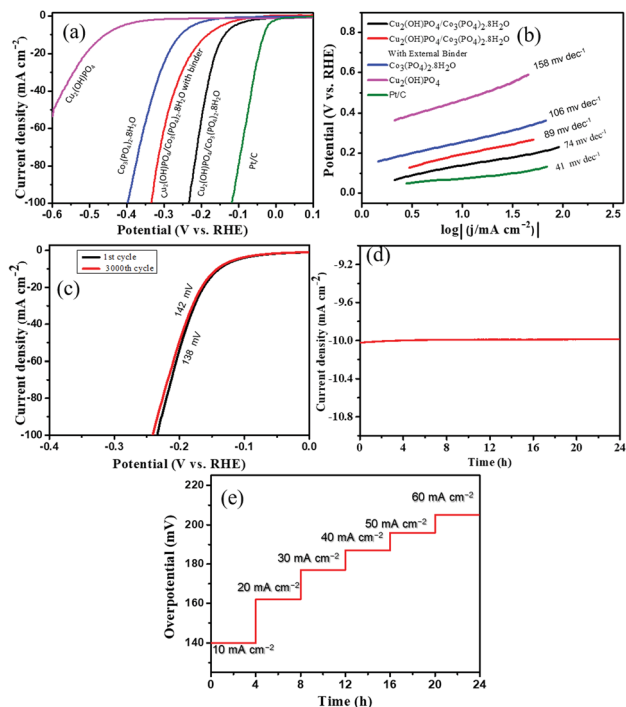 (a)
Current density (mA cm⁻²)
0
-20
-40
-60
-80
-100
-0.6 -0.5 -0.4 -0.3 -0.2 -0.1 0.0 0.1
Potential (V vs. RHE)
Cu₂(OH)PO₄
Co₃(PO₄)₂.8H₂O
Cu₂(OH)PO₄/Co₃(PO₄)₂.8H₂O with binder
Cu₂(OH)PO₄/Co₃(PO₄)₂.8H₂O
Pt/C
Cu₂(OH)PO₄/Co₃(PO₄)₂.8H₂O
Cu₂(OH)PO₄/Co₃(PO₄)₂.8H₂O
With External Binder
Co₃(PO₄)₂.8H₂O
Cu₂(OH)PO₄
Pt/C
(b)
Potential (V vs. RHE)
0.8
0.6
0.4
0.2
0.0
158 mv dec⁻¹
106 mv dec⁻¹
89 mv dec⁻¹
74 mv dec⁻¹
41 mv dec⁻¹
0.0 0.5 1.0 1.5 2.0 2.5
log|(j/mA cm⁻²)|
1st cycle
3000th cycle
(c)
Current density (mA cm⁻²)
0
-20
-40
-60
-80
-100
142 mV
138 mV
-0.4 -0.3 -0.2 -0.1 0.0
Potential (V vs. RHE)
(d)
Current density (mA cm⁻²)
-9.2
-9.6
-10.0
-10.4
-10.8
0 4 8 12 16 20 24
Time (h)
(e)
Overpotential (mV)
220
200
180
160
140
60 mA cm⁻²
50 mA cm⁻²
40 mA cm⁻²
30 mA cm⁻²
20 mA cm⁻²
10 mA cm⁻²
0 4 8 12 16 20 24
Time (h)